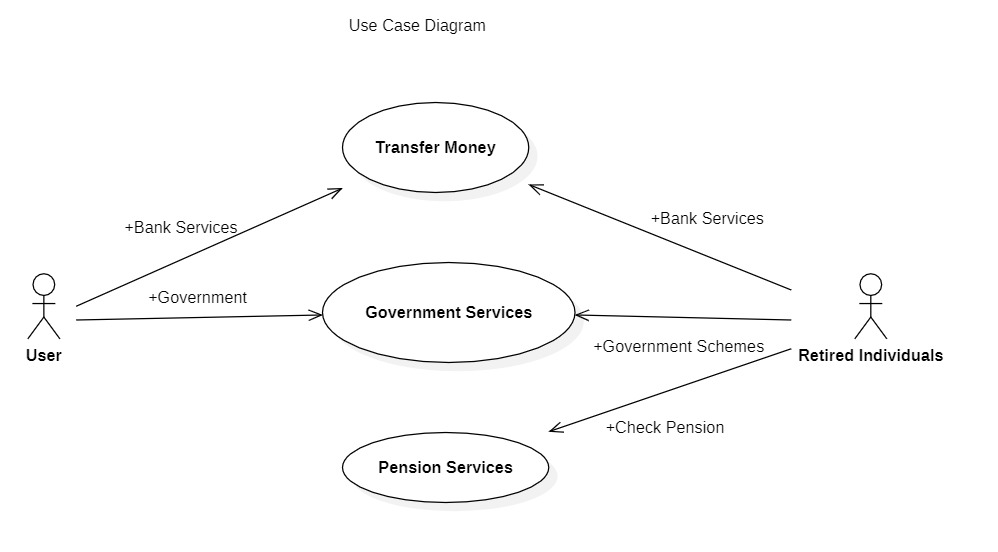 Use Case Diagram
Transfer Money
+Bank Services
+Bank Services
+Government
Government Services
User
+Government Schemes
Retired Individuals
+Check Pension
Pension Services